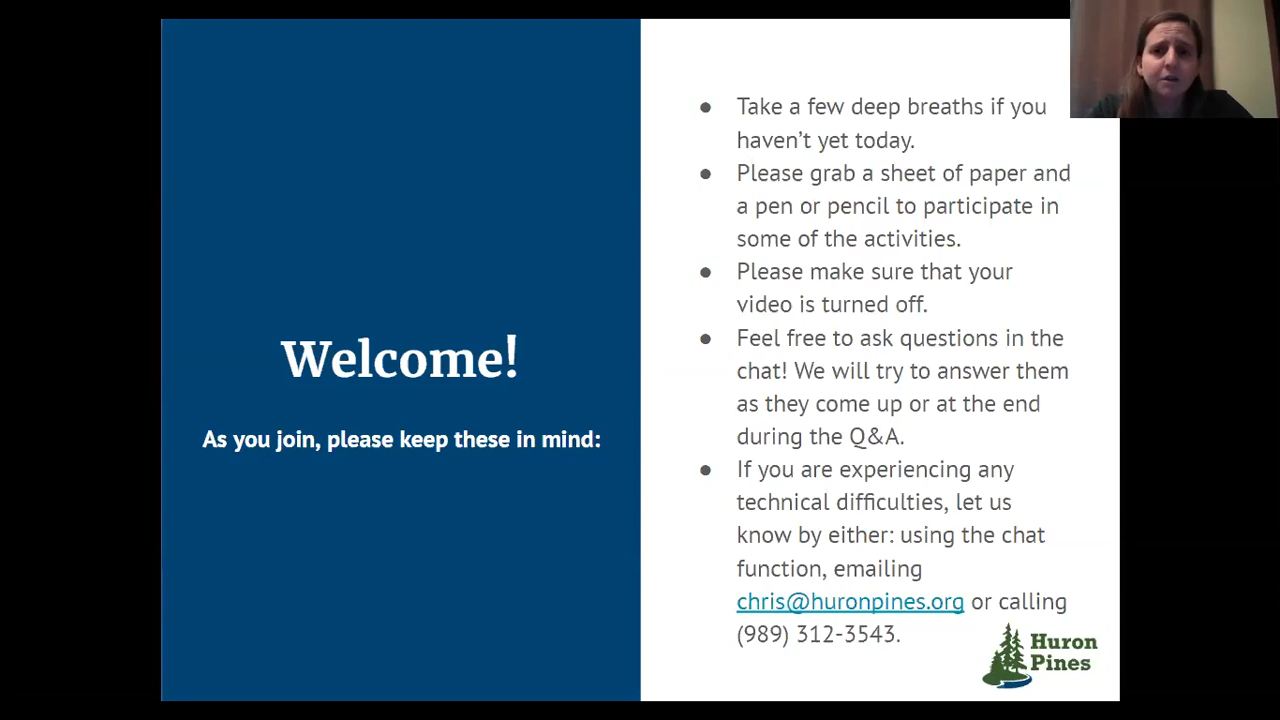 Welcome!
As you join, please keep these in mind:
● Take a few deep breaths if you
haven’t yet today.
● Please grab a sheet of paper and
a pen or pencil to participate in
some of the activities.
● Please make sure that your
video is turned off.
● Feel free to ask questions in the
chat! We will try to answer them
as they come up or at the end
during the Q&A.
● If you are experiencing any
technical difficulties, let us
know by either: using the chat
function, emailing
chris@huronpines.org or calling
(989) 312-3543.
Huron
Pines